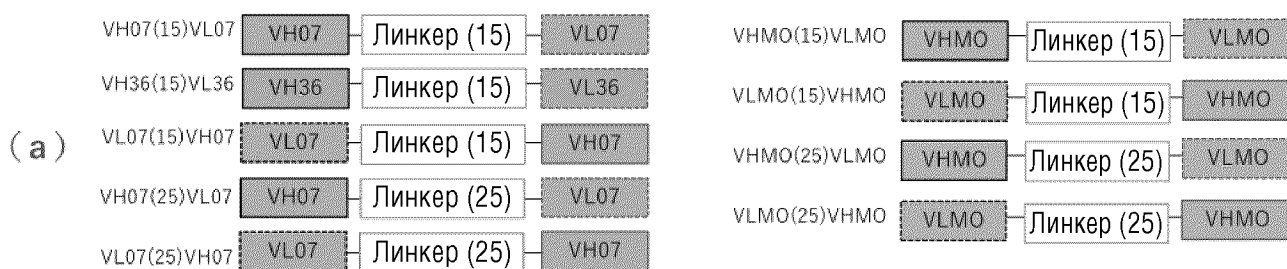 VH07(15)VL07 VH07 Линкер (15) VL07
VH36(15)VL36 VH36 Линкер (15) VL36
(a) VL07(15)VH07 VL07 Линкер (15) VH07
VH07(25)VL07 VH07 Линкер (25) VL07
VL07(25)VH07 VL07 Линкер (25) VH07
VHMO(15)VLMO VHMO Линкер (15) VLMO
VLMO(15)VHMO VLMO Линкер (15) VHMO
VHMO(25)VLMO VHMO Линкер (25) VLMO
VLMO(25)VHMO VLMO Линкер (25) VHMO